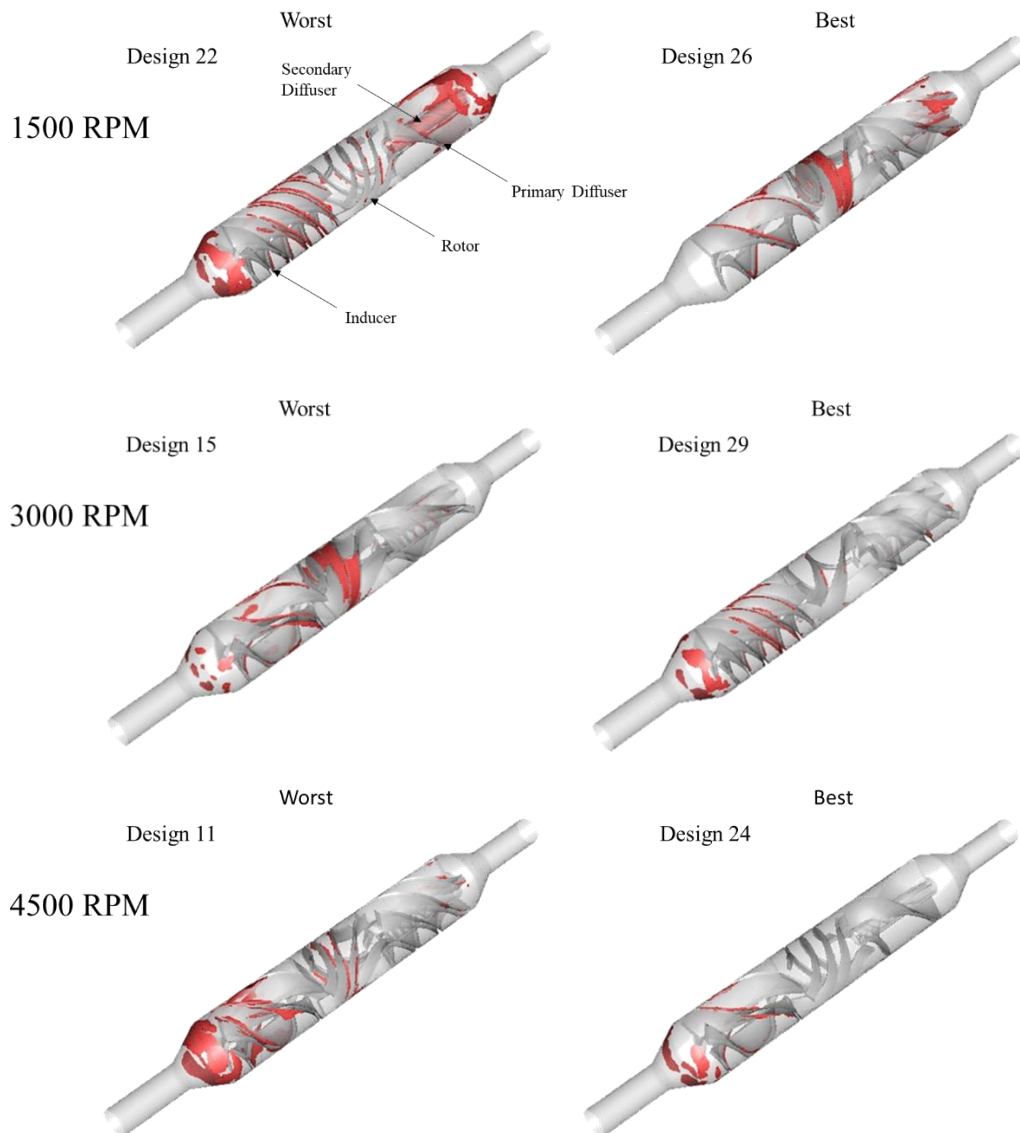 Worst
Best
Design 22
Design 26
Secondary
Diffuser
1500 RPM
Primary Diffuser
Rotor
Inducer
Worst
Best
Design 15
Design 29
3000 RPM
Worst
Best
Design 11
Design 24
4500 RPM